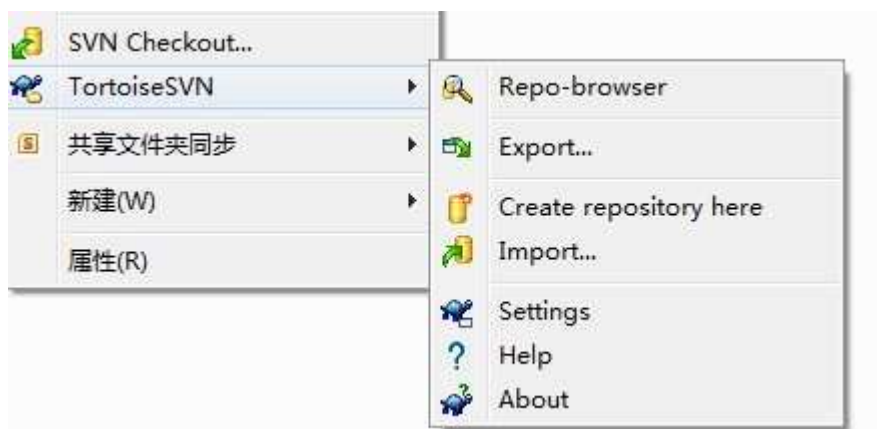 SVN Checkout...
TortoiseSVN
共享文件夹同步
新建(W)
属性(R)
Repo-browser
Export...
Create repository here
Import...
Settings
Help
About